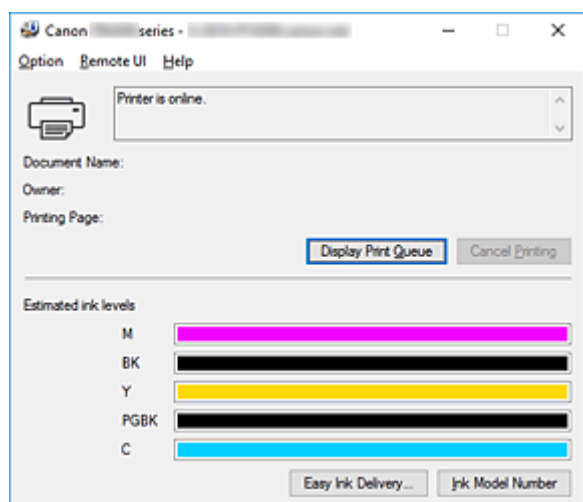 Canon series -
Option Remote UI Help
Printer is online.
Document Name:
Owner:
Printing Page:
Display Print Queue Cancel Printing
Estimated ink levels
M
BK
Y
PGBK
C
Easy Ink Delivery... Ink Model Number